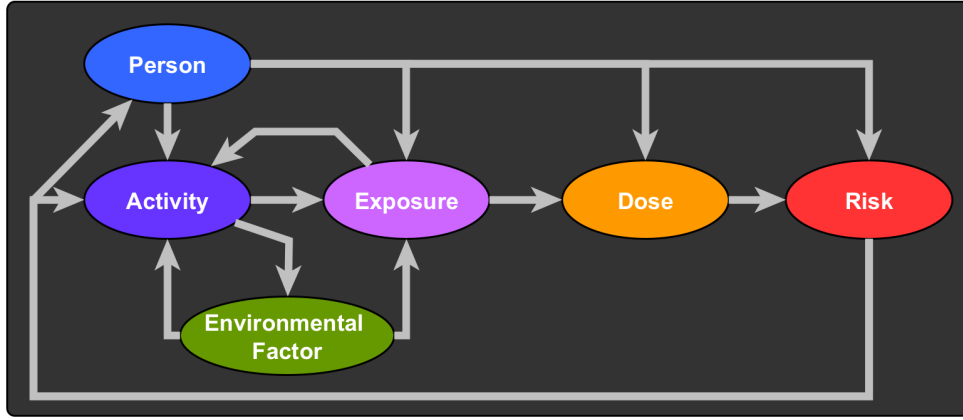 Person
Activity
Exposure
Dose
Risk
Environmental
Factor